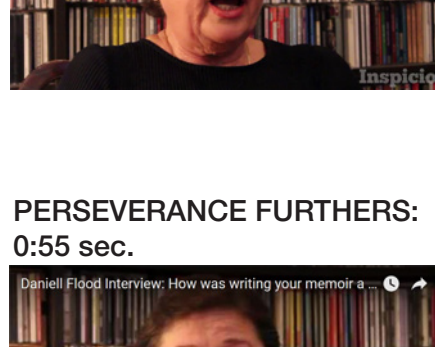 Inspicio
PERSEVERANCE FURTHERS:
0:55 sec.
Daniell Flood Interview: How was writing your memoir a ...